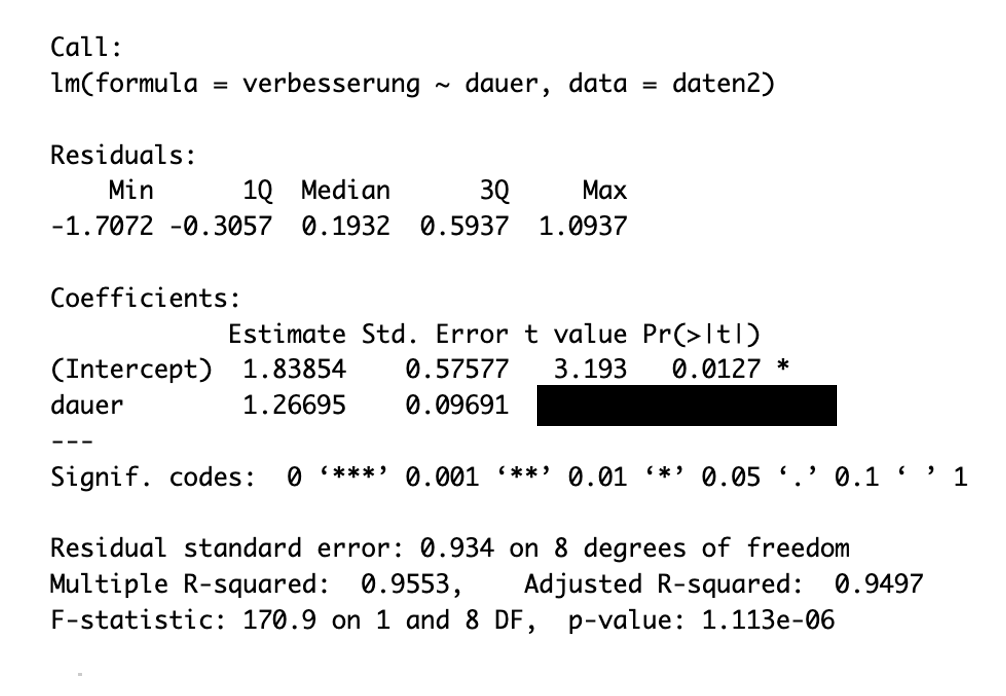 Call:
lm(formula = verbesserung ~ dauer, data = daten2)
Residuals:
Min 1Q Median 3Q Max
-1.7072 -0.3057 0.1932 0.5937 1.0937
Coefficients:
Estimate Std. Error t value Pr(>|t|)
(Intercept) 1.83854 0.57577 3.193 0.0127 *
dauer 1.26695 0.09691
---
Signif. codes: 0 ‘***’ 0.001 ‘**’ 0.01 ‘*’ 0.05 ‘.’ 0.1 ‘ ’ 1
Residual standard error: 0.934 on 8 degrees of freedom
Multiple R-squared: 0.9553, Adjusted R-squared: 0.9497
F-statistic: 170.9 on 1 and 8 DF, p-value: 1.113e-06